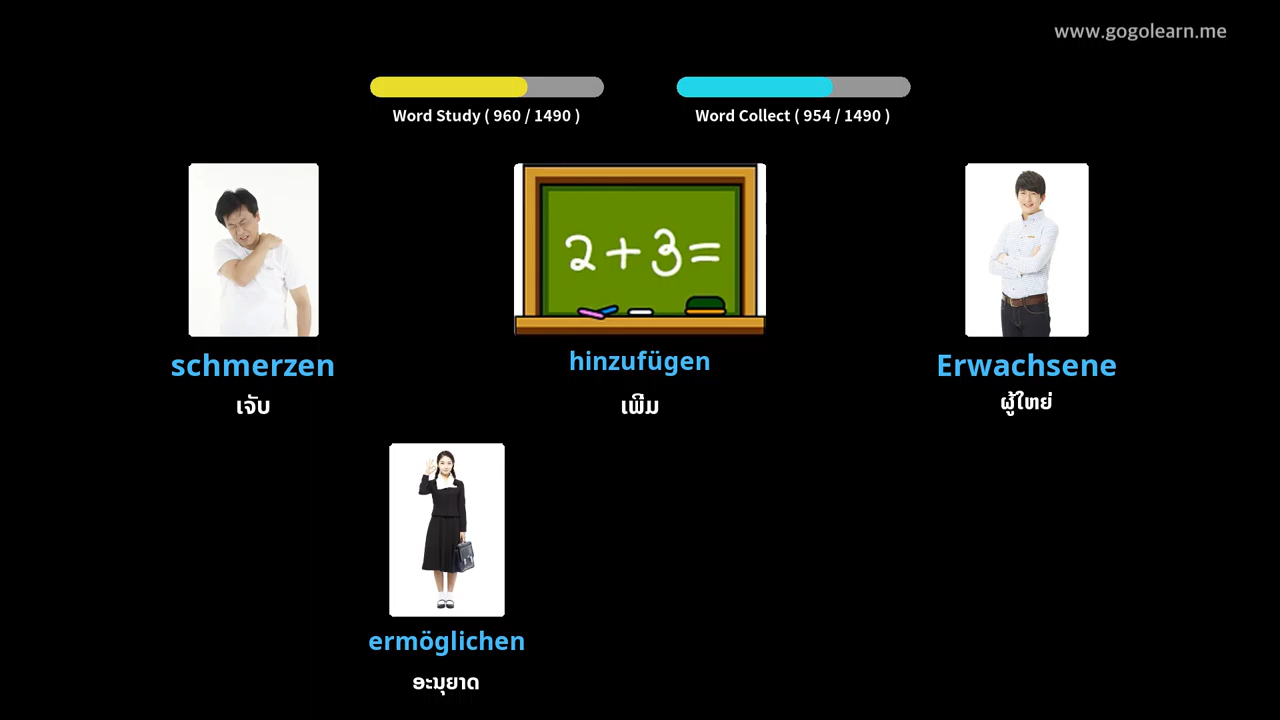 www.gogolearn.me
Word Study ( 960 / 1490 )
Word Collect ( 954 / 1490 )
2+3=
schmerzen
ເຈັບ
hinzufügen
ເພີ່ມ
Erwachsene
ຜູ້ໃຫຍ່
ermöglichen
ອະນຸຍາດ